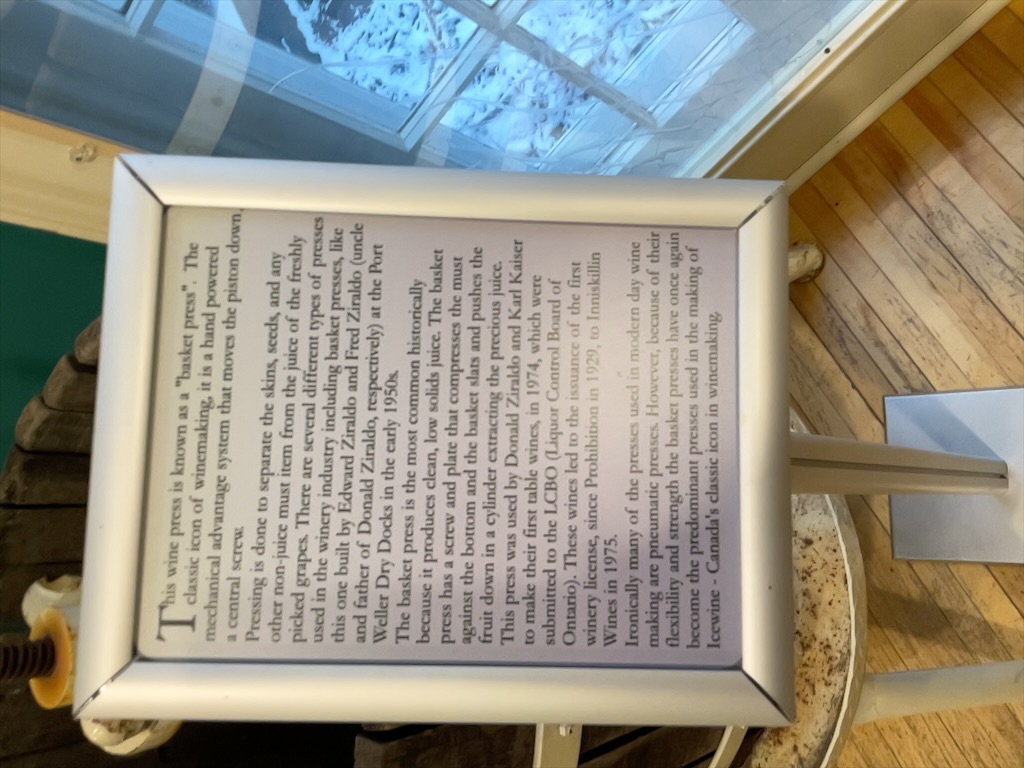 This wine press is known as a "basket press". The
classic icon of winemaking, it is a hand powered
mechanical advantage system that moves the piston down
a central screw.
Pressing is done to separate the skins, seeds, and any
other non-juice must item from the juice of the freshly
picked grapes. There are several different types of presses
used in the winery industry including basket presses, like
this one built by Edward Ziraldo and Fred Ziraldo (uncle
and father of Donald Ziraldo, respectively) at the Port
Weller Dry Docks in the early 1950s.
The basket press is the most common historically
because it produces clean, low solids juice. The basket
press has a screw and plate that compresses the must
against the bottom and the basket slats and pushes the
fruit down in a cylinder extracting the precious juice.
This press was used by Donald Ziraldo and Karl Kaiser
to make their first table wines, in 1974, which were
submitted to the LCBO (Liquor Control Board of
Ontario). These wines led to the issuance of the first
winery license, since Prohibition in 1929, to Inniskillin
Wines in 1975.
Ironically many of the presses used in modern day wine
making are pneumatic presses. However, because of their
flexibility and strength the basket presses have once again
become the predominant presses used in the making of
Icewine - Canada's classic icon in winemaking.